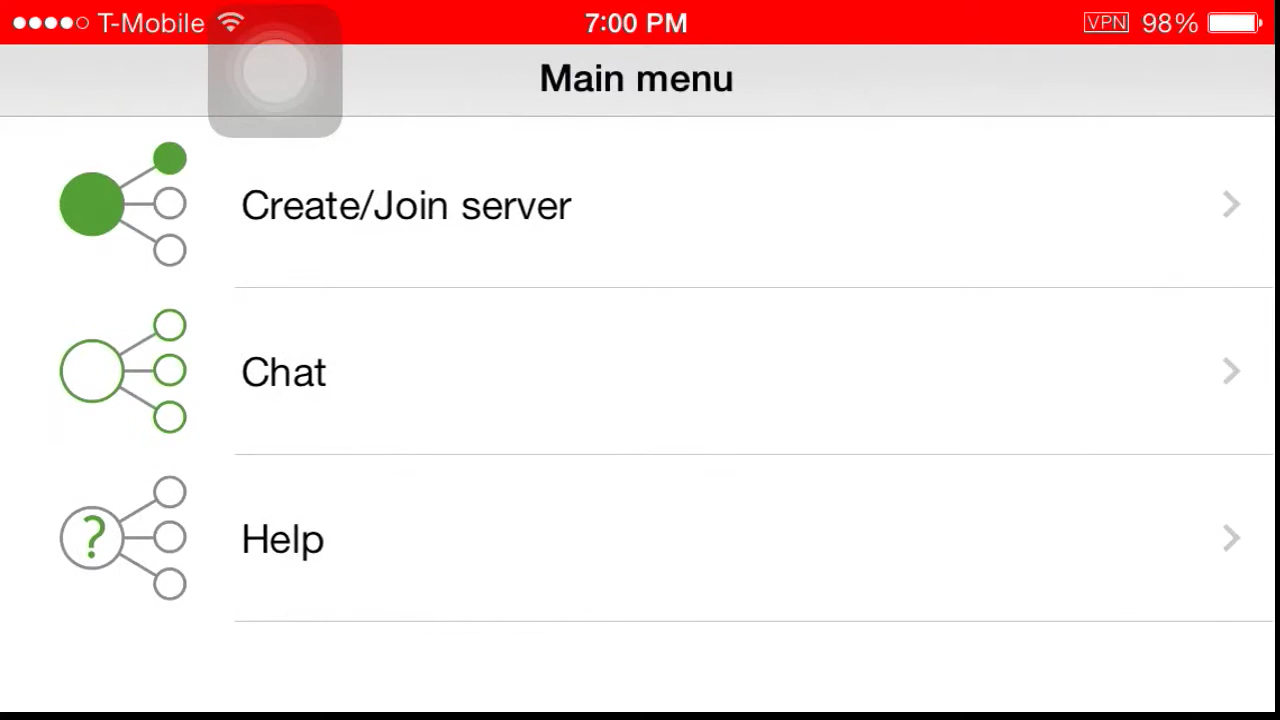 T-Mobile 7:00 PM VPN 98%
Main menu
Create/Join server
Chat
? Help